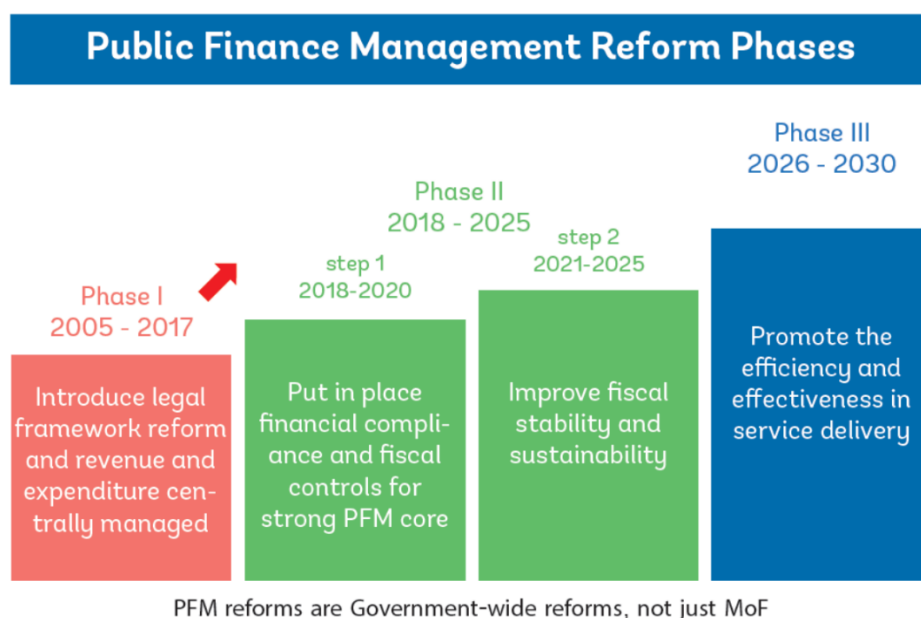 Public Finance Management Reform Phases
Phase III
2026 - 2030
Phase II
2018 - 2025
step 1
2018-2020
step 2
2021-2025
Phase I
2005 - 2017
Introduce legal
framework reform
and revenue and
expenditure cen-
trally managed
Put in place
financial compli-
ance and fiscal
controls for
strong PFM core
Improve fiscal
stability and
sustainability
Promote the
efficiency and
effectiveness in
service delivery
PFM reforms are Government-wide reforms, not just MoF